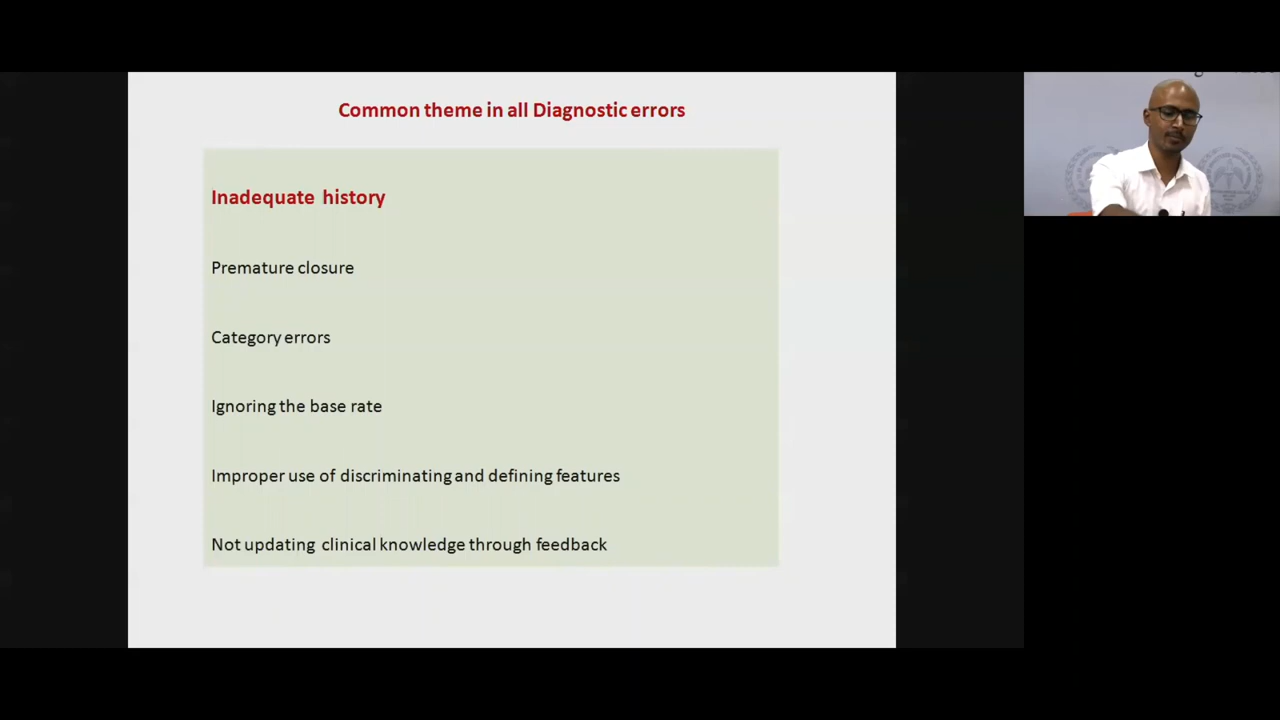 Common theme in all Diagnostic errors
Inadequate history
Premature closure
Category errors
Ignoring the base rate
Improper use of discriminating and defining features
Not updating clinical knowledge through feedback